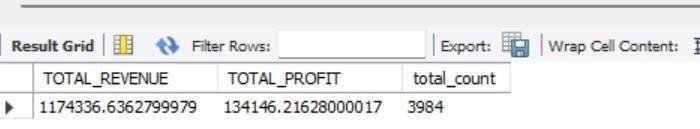 Result Grid Filter Rows: Export: Wrap Cell Content:
TOTAL_REVENUE TOTAL_PROFIT total_count
1174336.6362799979 134146.21628000017 3984